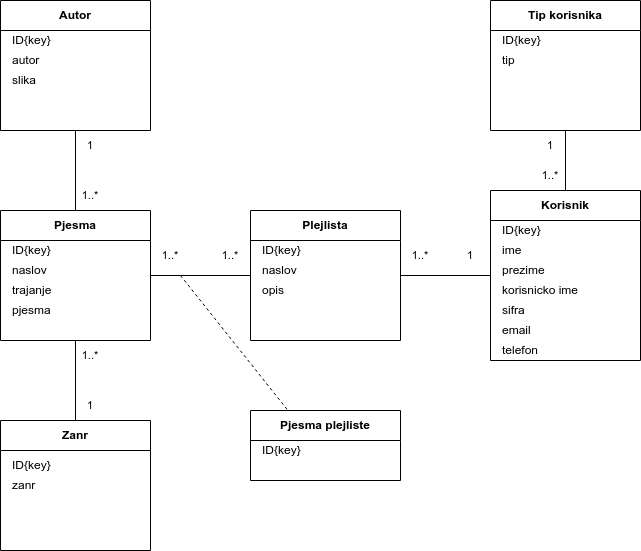 Autor
ID{key}
autor
slika
1
1..*
Tip korisnika
ID{key}
tip
1
1..*
Pjesma
ID{key}
naslov
trajanje
pjesma
1..*
1..*
Plejlista
ID{key}
naslov
opis
1..*
1
Korisnik
ID{key}
ime
prezime
korisnicko ime
sifra
email
telefon
1..*
1
Zanr
ID{key}
zanr
Pjesma plejliste
ID{key}